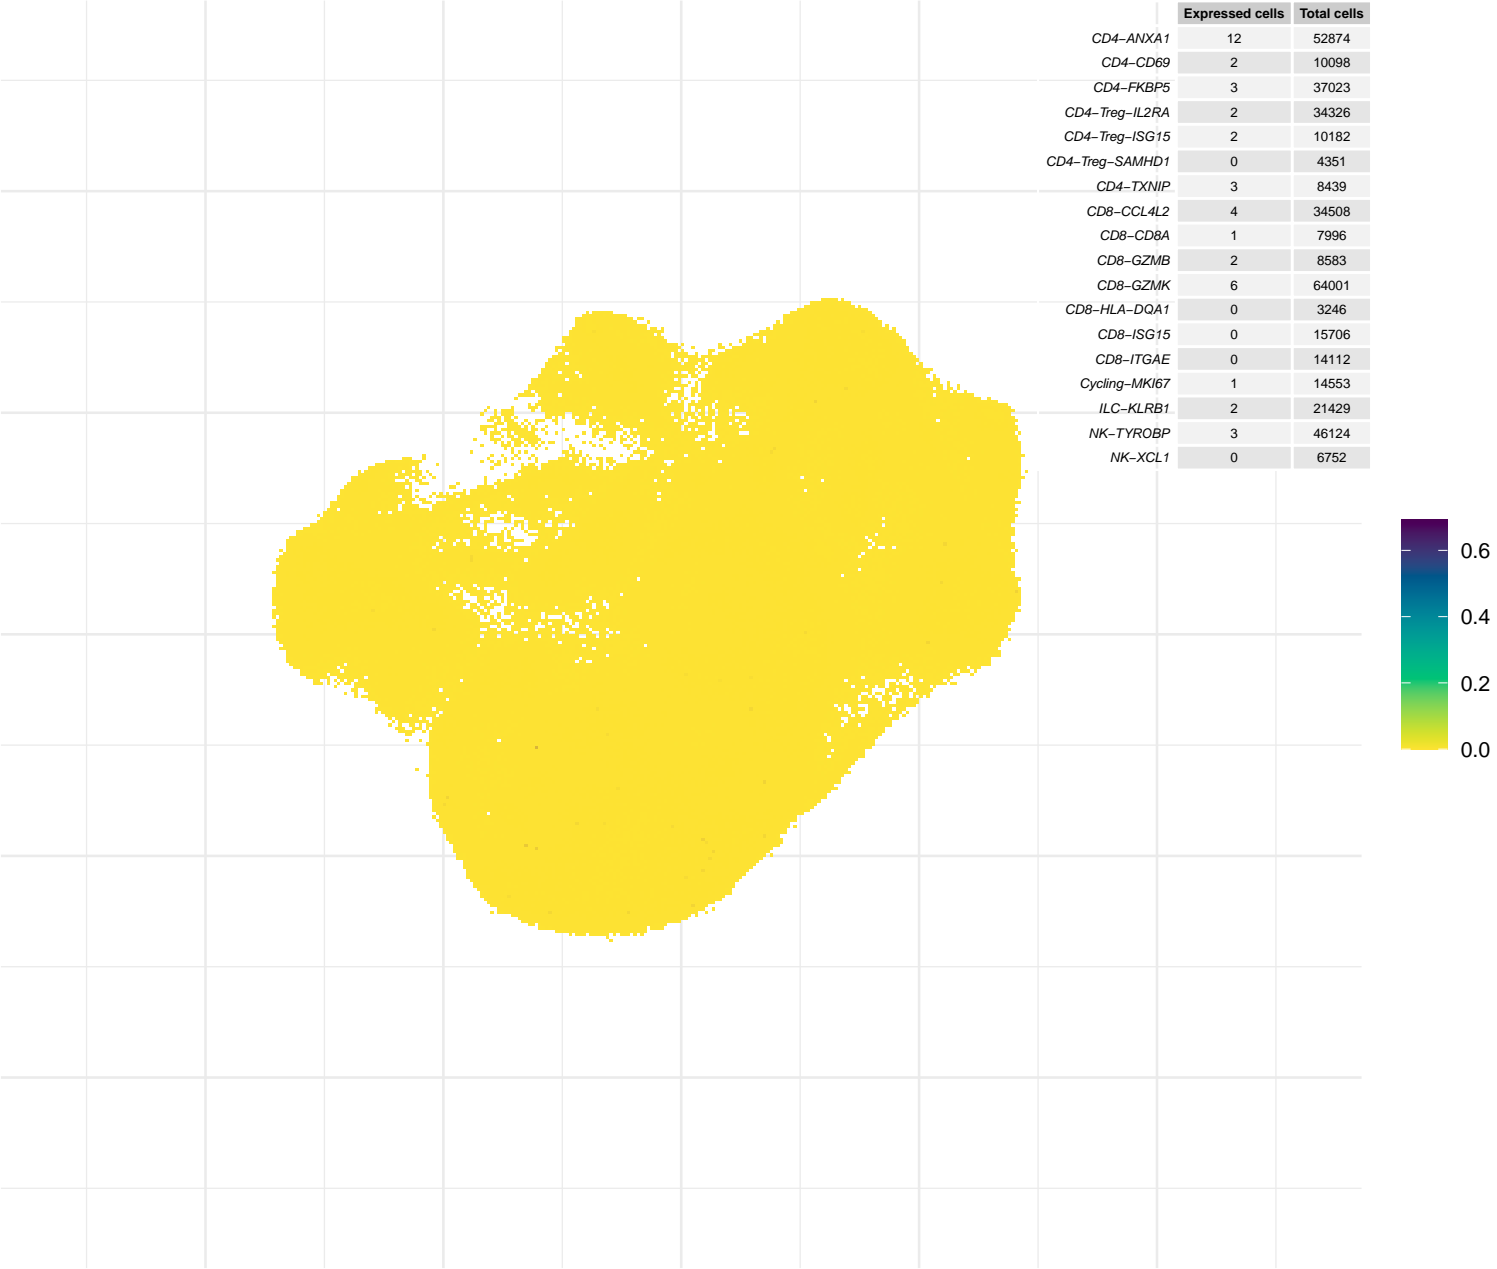 Expressed cells Total cells
CD4−ANXA1 12 52874
CD4−CD69 2 10098
CD4−FKBP5 3 37023
CD4−Treg−IL2RA 2 34326
CD4−Treg−ISG15 2 10182
CD4−Treg−SAMHD1 0 4351
CD4−TXNIP 3 8439
CD8−CCL4L2 4 34508
CD8−CD8A 1 7996
CD8−GZMB 2 8583
CD8−GZMK 6 64001
CD8−HLA−DQA1 0 3246
CD8−ISG15 0 15706
CD8−ITGAE 0 14112
Cycling−MKI67 1 14553
ILC−KLRB1 2 21429
NK−TYROBP 3 46124
NK−XCL1 0 6752
0.6
0.4
0.2
0.0